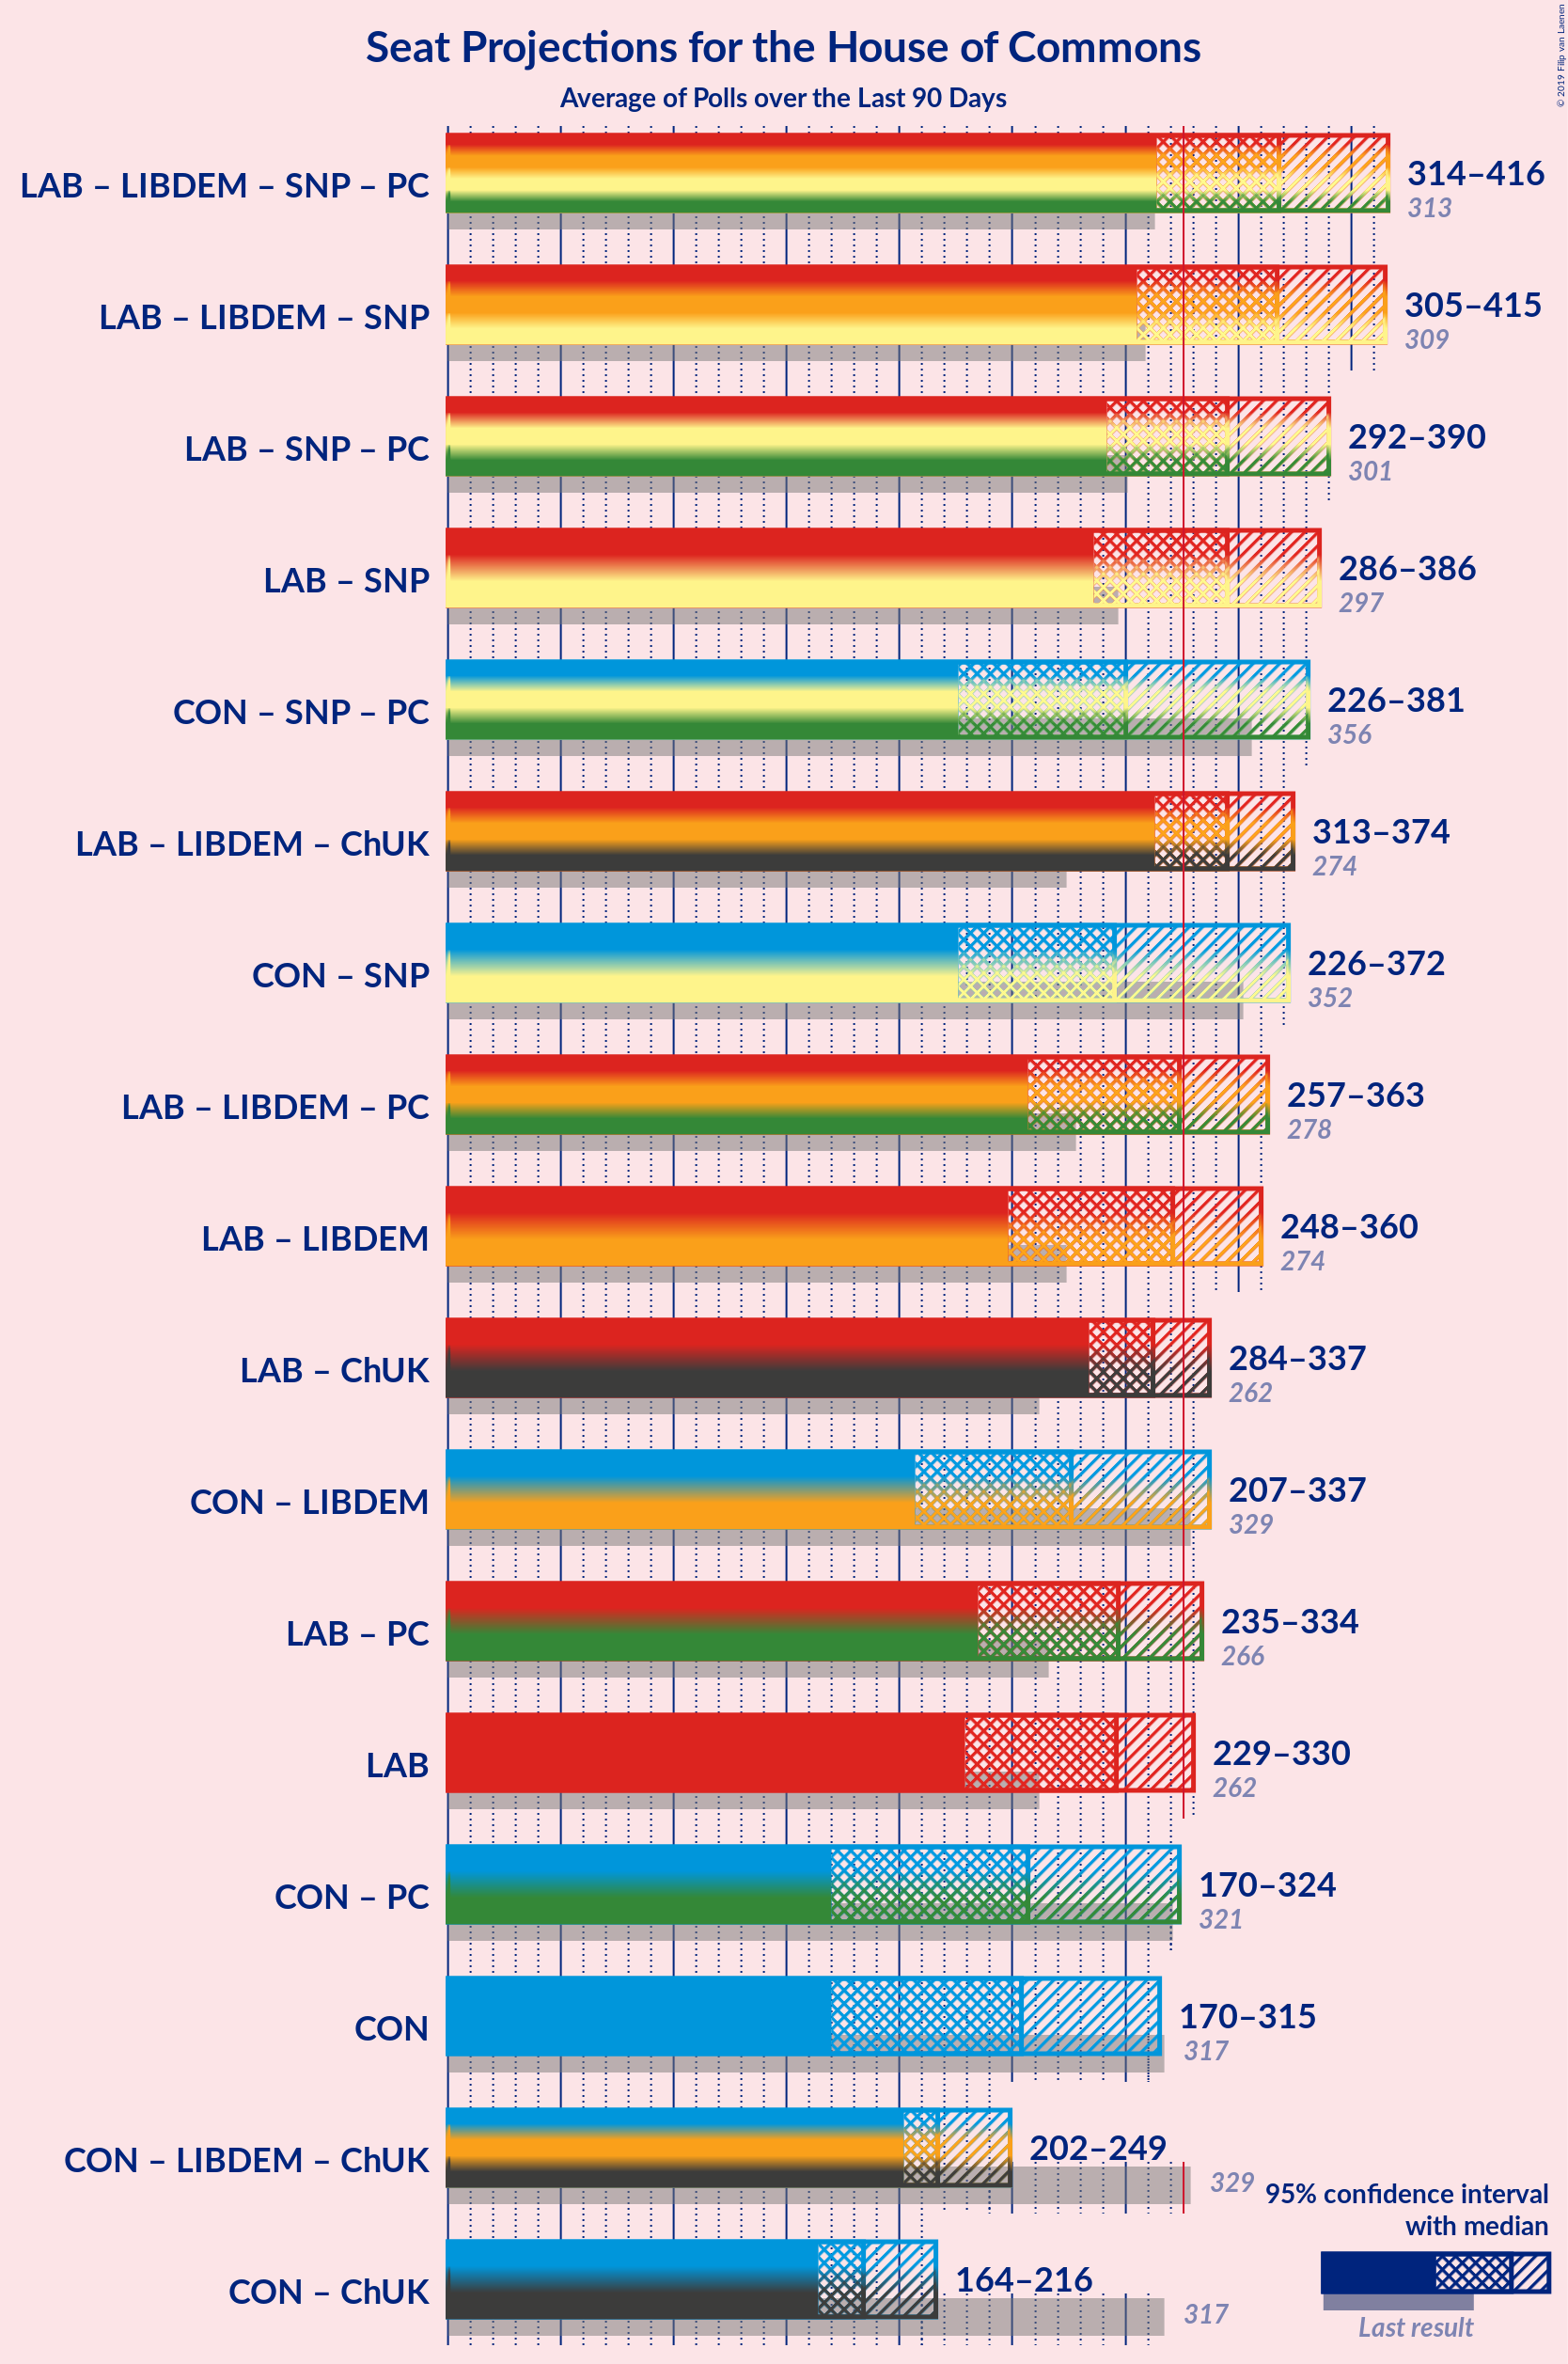 Seat Projections for the House of Commons
Average of Polls over the Last 90 Days
© 2019 Filip van Laenen
LAB – LIBDEM – SNP – PC
314–416
313
LAB – LIBDEM – SNP
305–415
309
LAB – SNP – PC
292–390
301
LAB – SNP
286–386
297
CON – SNP – PC
226–381
356
LAB – LIBDEM – ChUK
313–374
274
CON – SNP
226–372
352
LAB – LIBDEM – PC
257–363
278
LAB – LIBDEM
248–360
274
LAB – ChUK
284–337
262
CON – LIBDEM
207–337
329
LAB – PC
235–334
266
LAB
229–330
262
CON – PC
170–324
321
CON
170–315
317
CON – LIBDEM – ChUK
202–249
329
CON – ChUK
164–216
317
95% confidence interval
with median
Last result